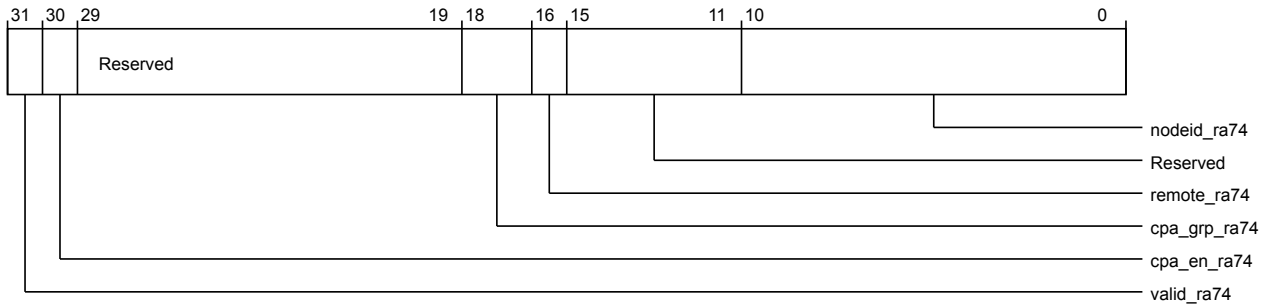 31 30 29 19 18 16 15 11 10 0
Reserved
nodeid_ra74
Reserved
remote_ra74
cpa_grp_ra74
cpa_en_ra74
valid_ra74